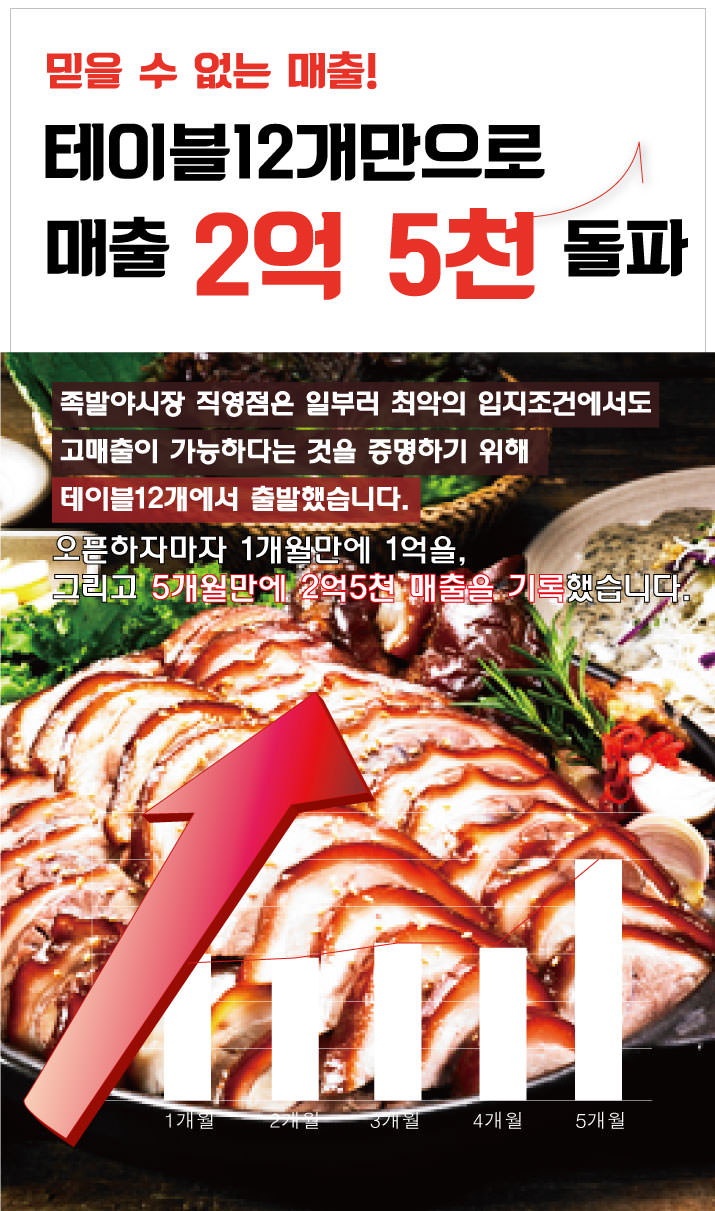 믿을 수 없는 매출!
테이블12개만으로
매출 2억 5천 돌파
족발야시장 직영점은 일부러 최악의 입지조건에서도
고매출이 가능하다는 것을 증명하기 위해
테이블12개에서 출발했습니다.
오픈하자마자 1개월만에 1억을,
그리고 5개월만에 2억5천 매출을 기록했습니다.
1개월 2개월 3개월 4개월 5개월